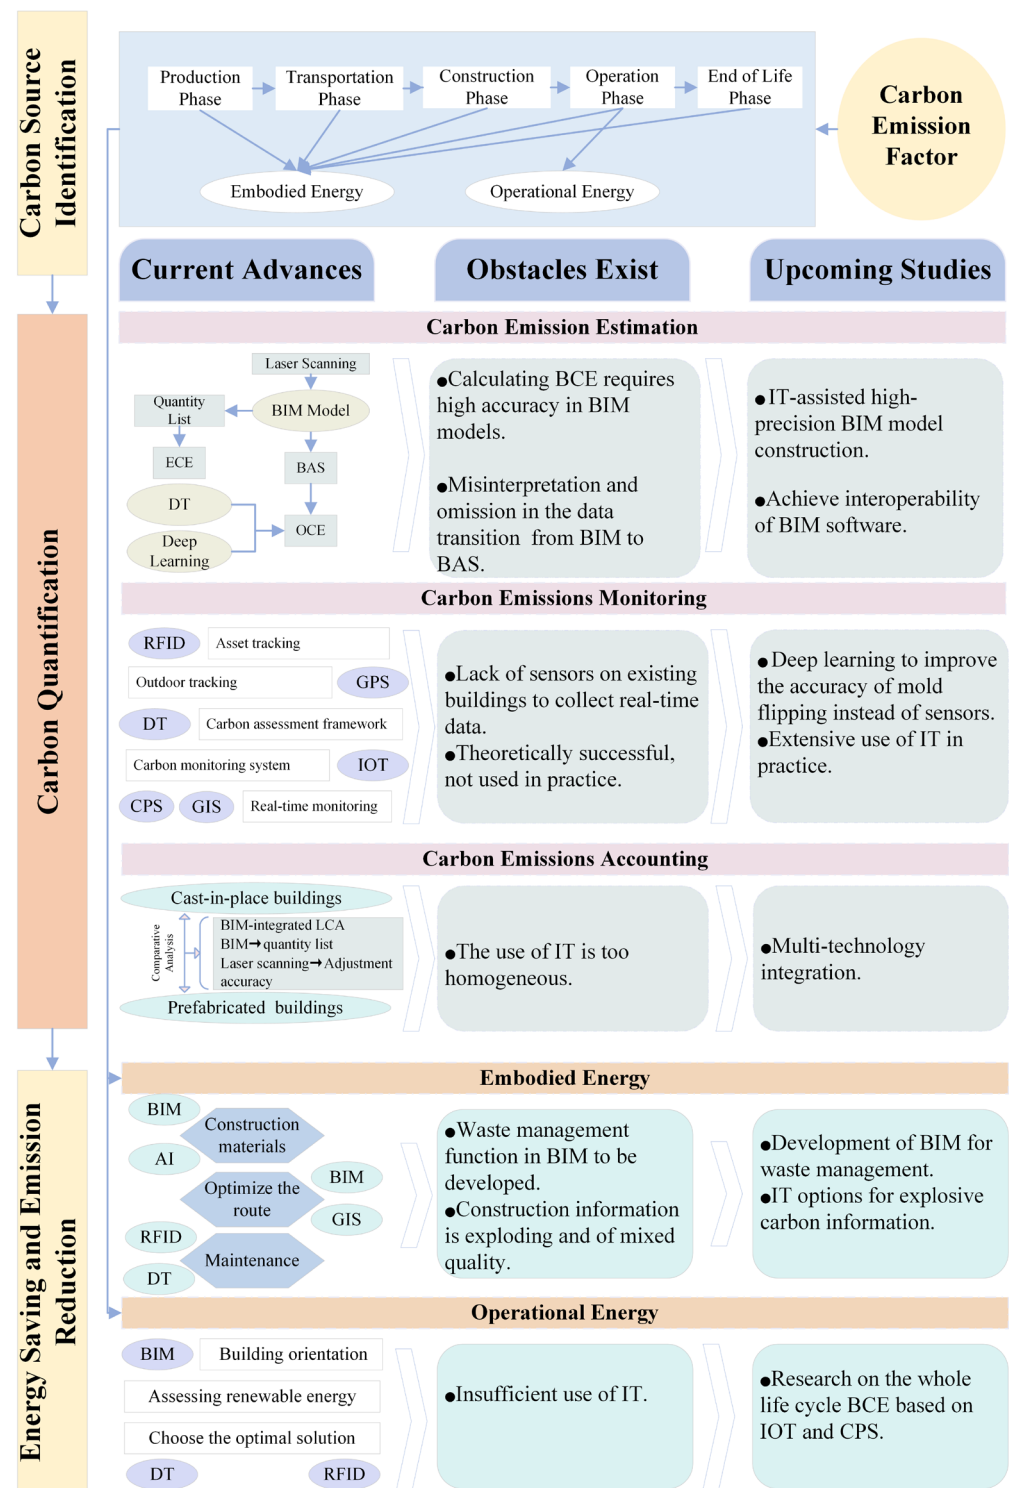 Carbon Source
Identification
Production
Phase
Transportation
Phase
Construction
Phase
Operation
Phase
End of Life
Phase
Embodied Energy
Operational Energy
Carbon
Emission
Factor
Current Advances
Obstacles Exist
Upcoming Studies
Carbon Quantification
Carbon Emission Estimation
Laser Scanning
Quantity
List
BIM Model
ECE
BAS
DT
OCE
Deep
Learning
●Calculating BCE requires
high accuracy in BIM
models.
●Misinterpretation and
omission in the data
transition from BIM to
BAS.
●IT-assisted high-
precision BIM model
construction.
●Achieve interoperability
of BIM software.
Carbon Emissions Monitoring
RFID
Asset tracking
Outdoor tracking
GPS
DT
Carbon assessment framework
Carbon monitoring system
IOT
CPS
GIS
Real-time monitoring
●Lack of sensors on existing
buildings to collect real-time
data.
●Theoretically successful,
not used in practice.
●Deep learning to improve
the accuracy of mold
flipping instead of sensors.
●Extensive use of IT in
practice.
Carbon Emissions Accounting
Cast-in-place buildings
Comparative
Analysis
BIM-integrated LCA
BIM→quantity list
Laser scanning→Adjustment
accuracy
Prefabricated buildings
●The use of IT is too
homogeneous.
●Multi-technology
integration.
Energy Saving and Emission
Reduction
Embodied Energy
BIM
Construction
materials
AI
Optimize the
route
BIM
GIS
RFID
Maintenance
DT
●Waste management
function in BIM to be
developed.
●Construction information
is exploding and of mixed
quality.
●Development of BIM for
waste management.
●IT options for explosive
carbon information.
Operational Energy
BIM
Building orientation
Assessing renewable energy
Choose the optimal solution
DT
RFID
●Insufficient use of IT.
●Research on the whole
life cycle BCE based on
IOT and CPS.